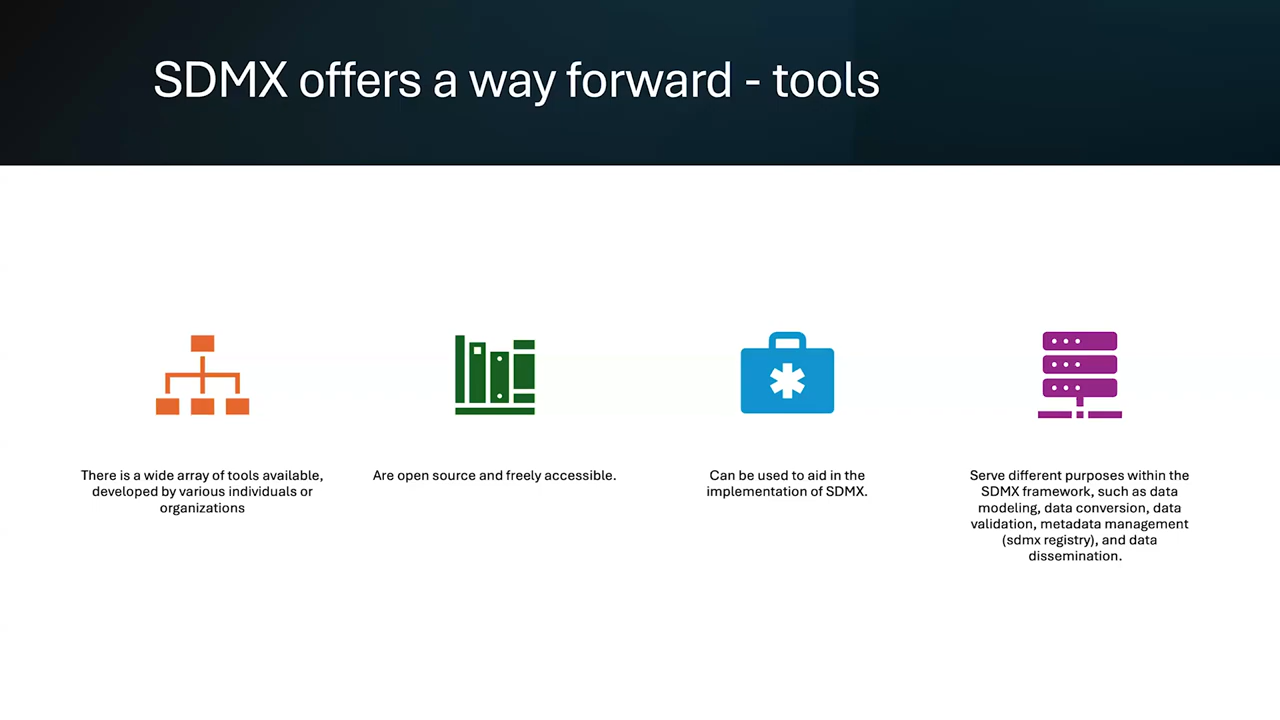 SDMX offers a way forward - tools
There is a wide array of tools available,
developed by various individuals or
organizations
Are open source and freely accessible.
Can be used to aid in the
implementation of SDMX.
Serve different purposes within the
SDMX framework, such as data
modeling, data conversion, data
validation, metadata management
(sdmx registry), and data
dissemination.